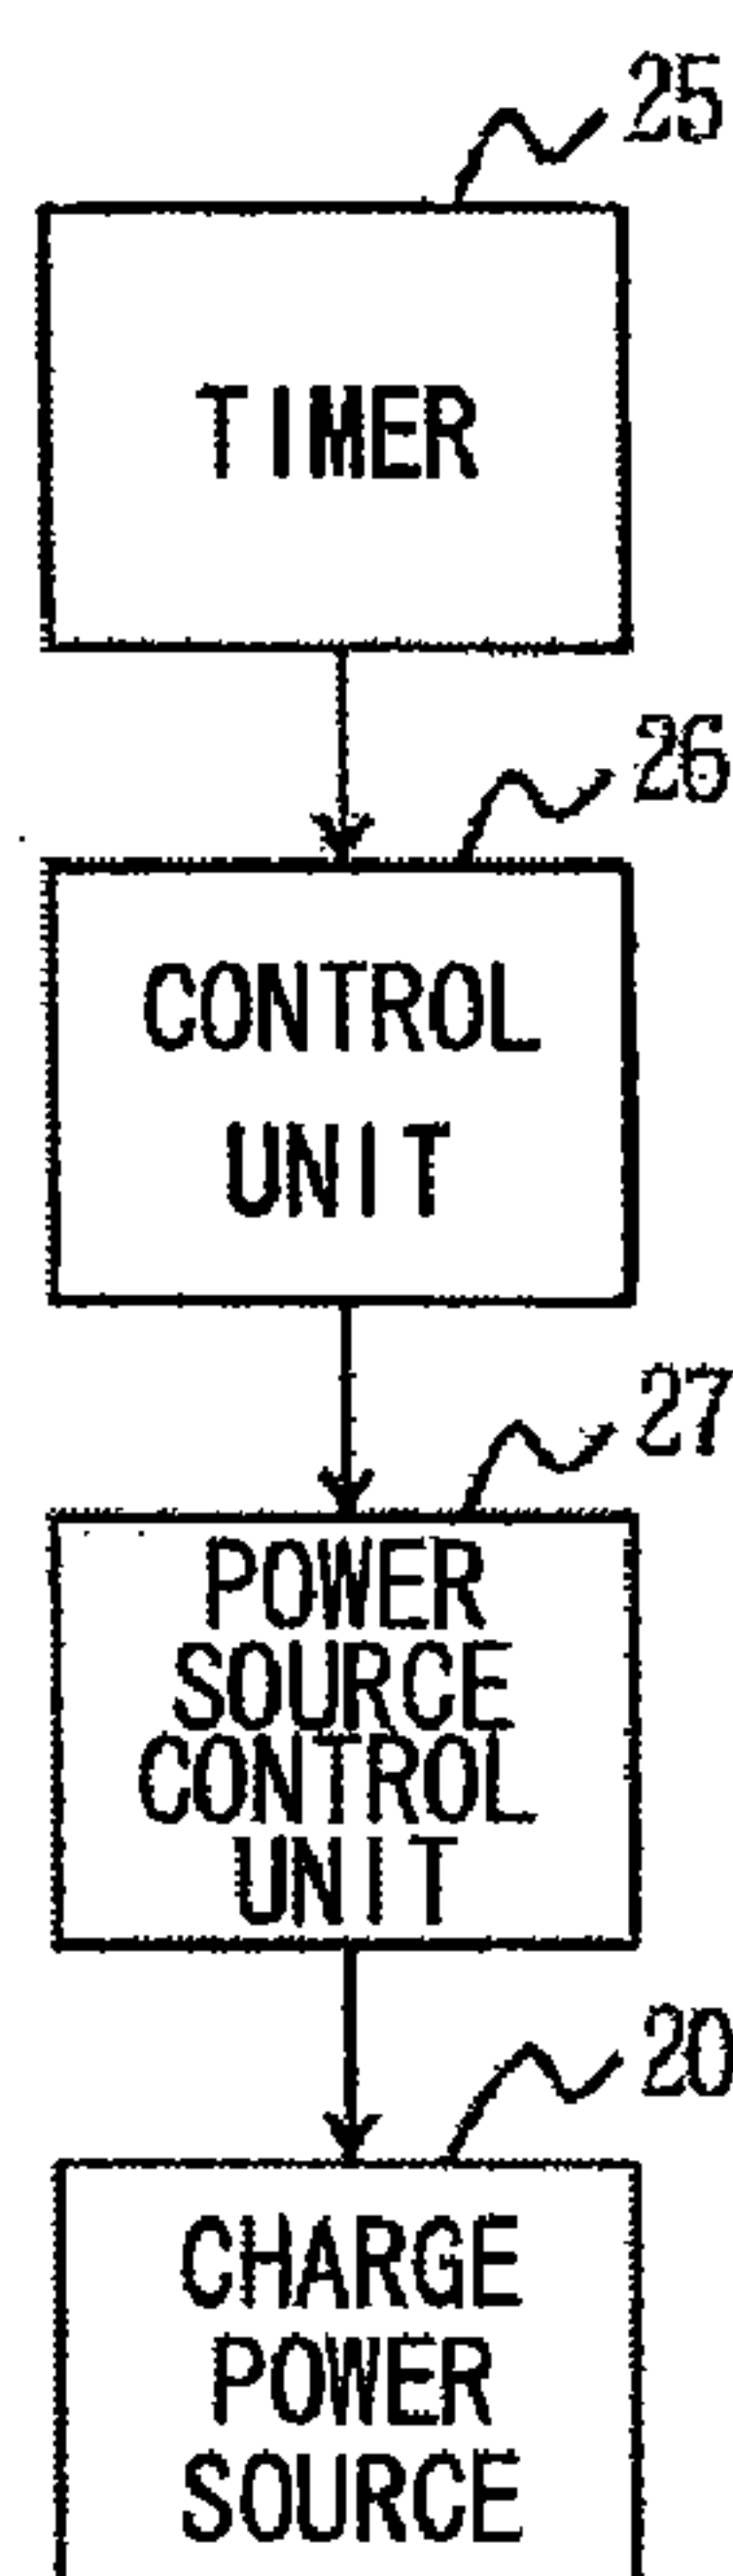 25
TIMER
26
CONTROL
UNIT
27
POWER
SOURCE
CONTROL
UNIT
20
CHARGE
POWER
SOURCE